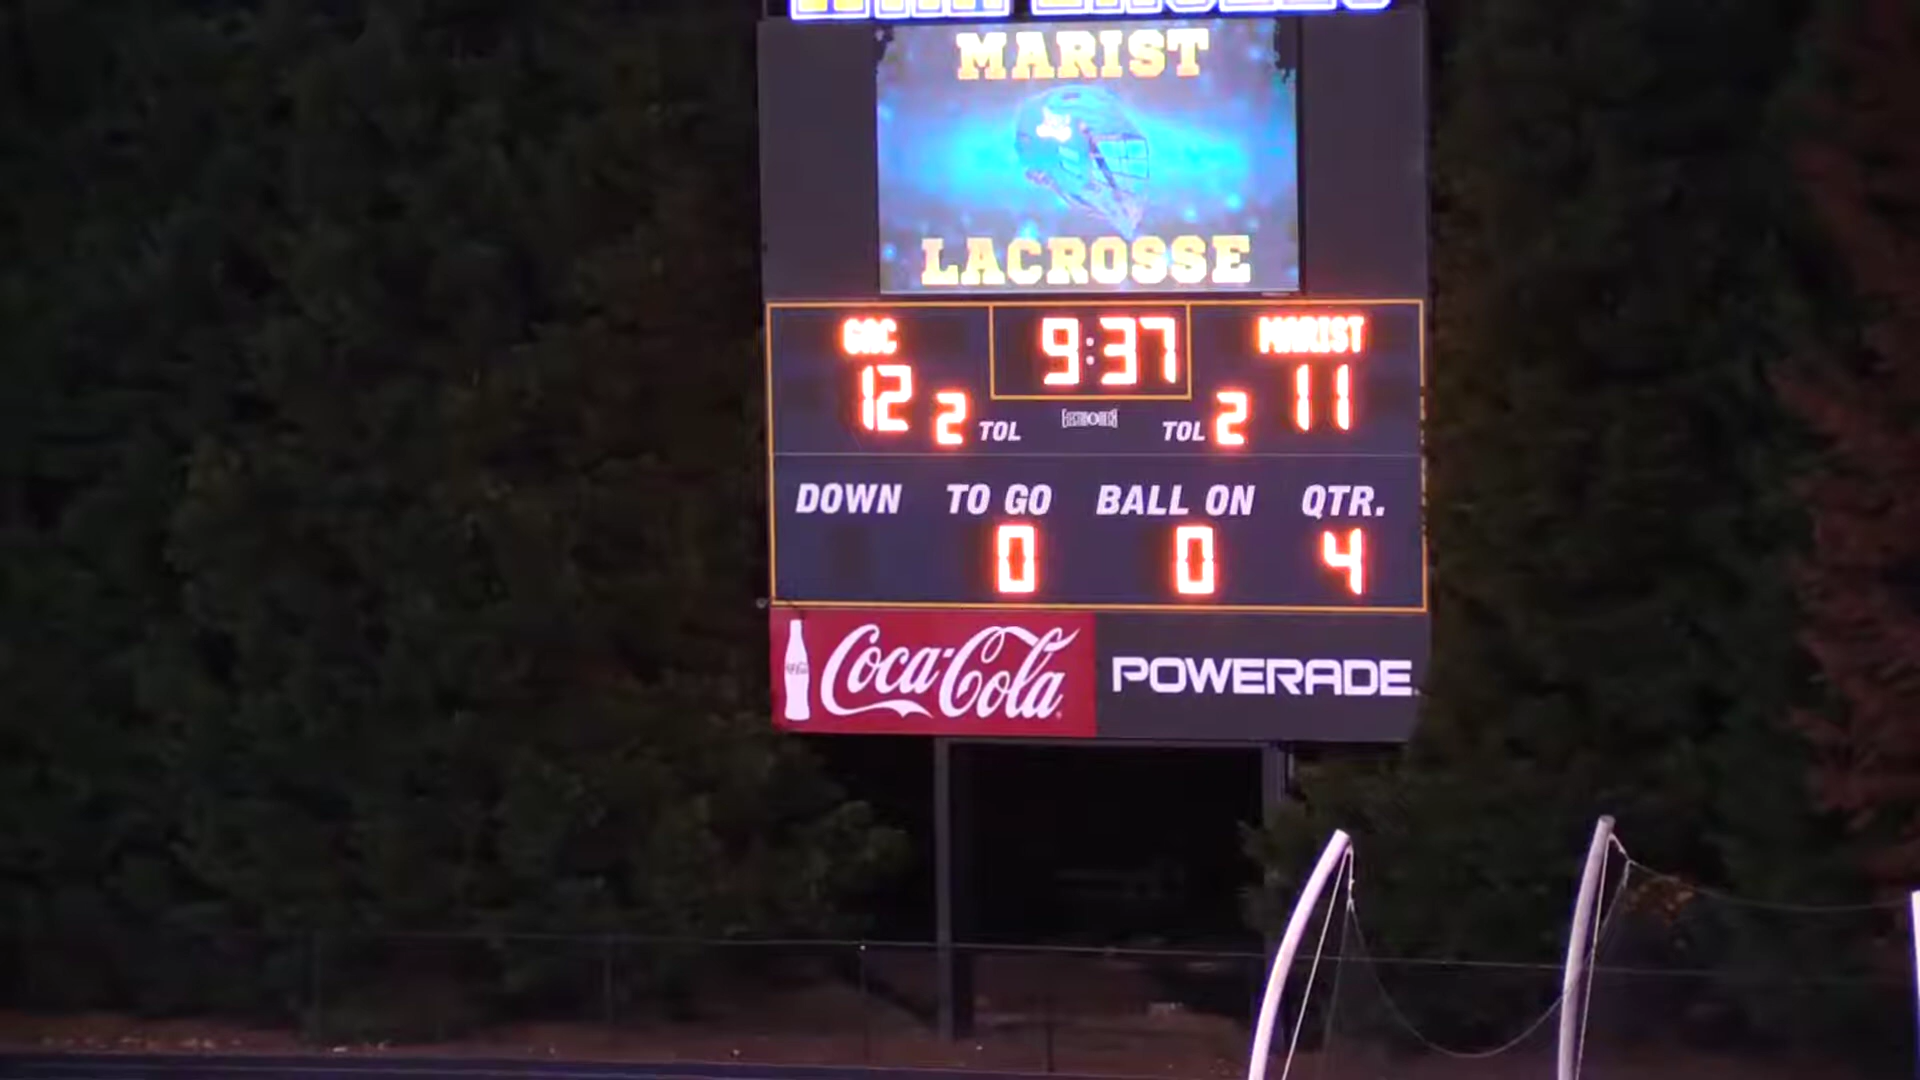 MARIST
LACROSSE
GAC 9:37 MARIST
12 2 TOL TOL 2 11
DOWN TO GO BALL ON QTR.
0 0 4
Coca-Cola POWERADE